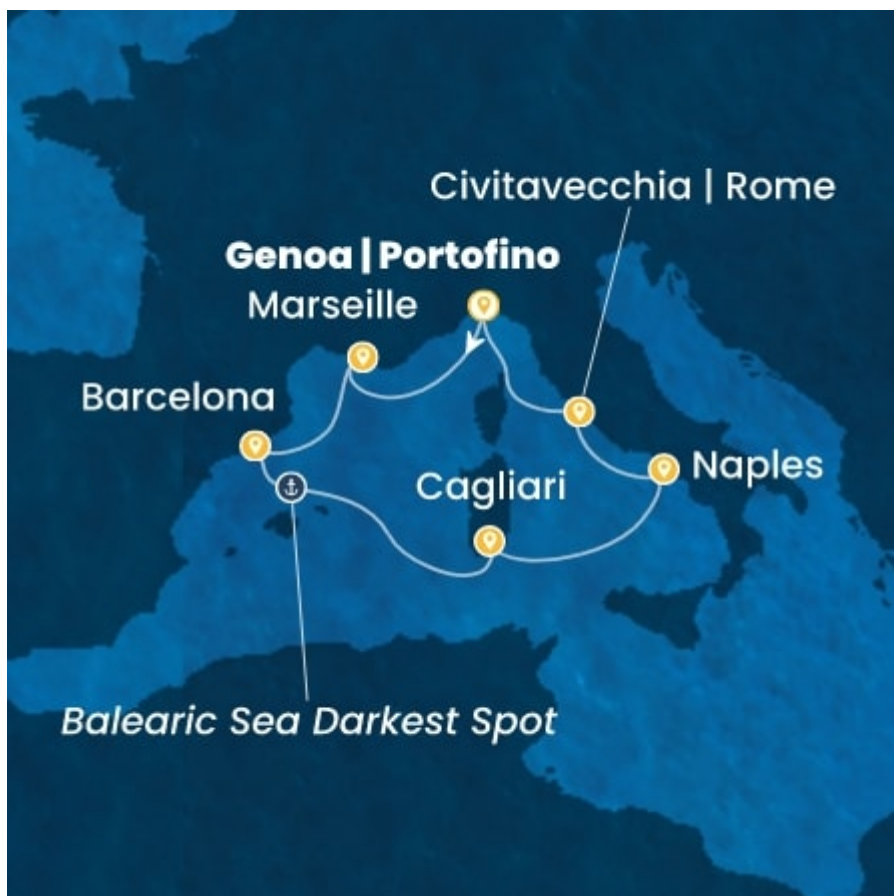 Civitavecchia | Rome
Genoa | Portofino
Marseille
Barcelona
Naples
Cagliari
Balearic Sea Darkest Spot